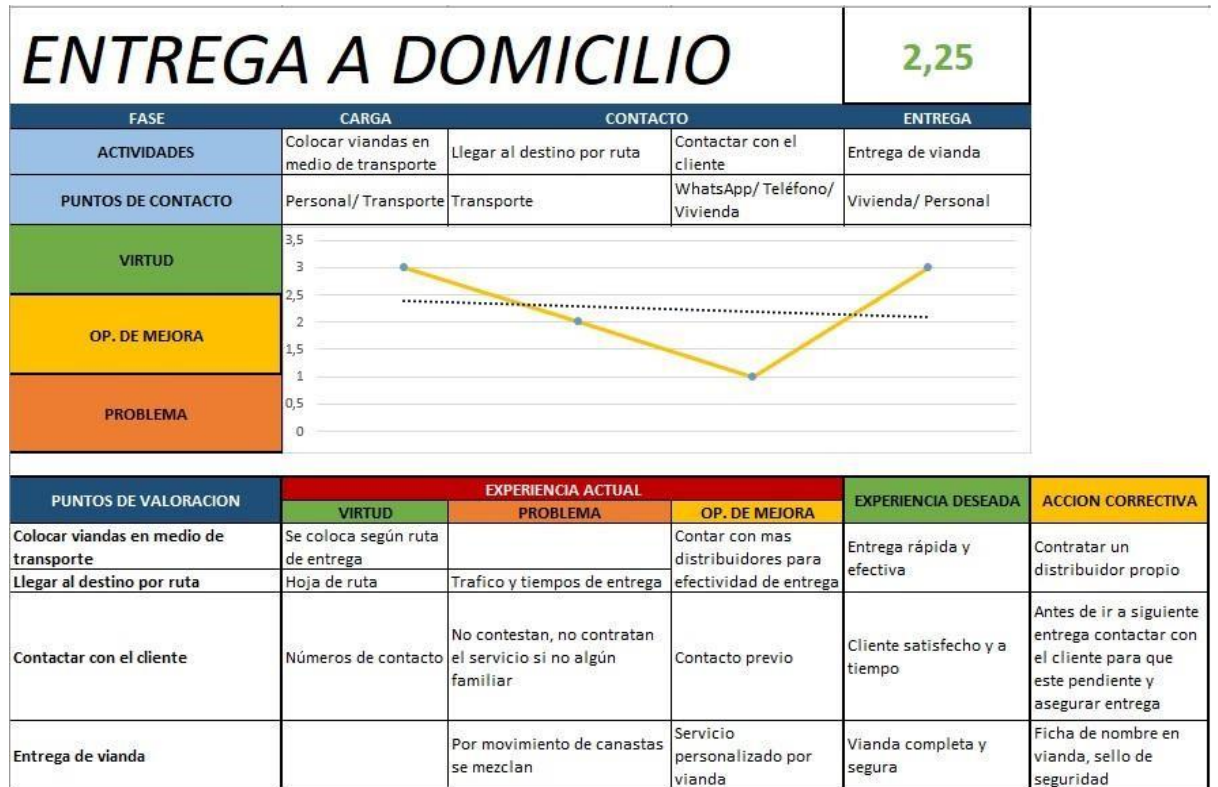 ENTREGA A DOMICILIO
2,25
FASE
CARGA
CONTACTO
ENTREGA
ACTIVIDADES
Colocar viandas en
medio de transporte
Llegar al destino por ruta
Contactar con el
cliente
Entrega de vianda
PUNTOS DE CONTACTO
Personal/ Transporte
Transporte
WhatsApp/ Teléfono/
Vivienda
Vivienda/ Personal
VIRTUD
OP. DE MEJORA
PROBLEMA
3,5
3
2,5
2
1,5
1
0,5
0
PUNTOS DE VALORACION
EXPERIENCIA ACTUAL
VIRTUD
PROBLEMA
OP. DE MEJORA
EXPERIENCIA DESEADA
ACCION CORRECTIVA
Colocar viandas en medio de
transporte
Se coloca según ruta
de entrega
Contar con mas
distribuidores para
efectividad de entrega
Entrega rápida y
efectiva
Contratar un
distribuidor propio
Llegar al destino por ruta
Hoja de ruta
Trafico y tiempos de entrega
Contactar con el cliente
Números de contacto
No contestan, no contratan
el servicio si no algún
familiar
Contacto previo
Cliente satisfecho y a
tiempo
Antes de ir a siguiente
entrega contactar con
el cliente para que
este pendiente y
asegurar entrega
Entrega de vianda
Por movimiento de canastas
se mezclan
Servicio
personalizado por
vianda
Vianda completa y
segura
Ficha de nombre en
vianda, sello de
seguridad